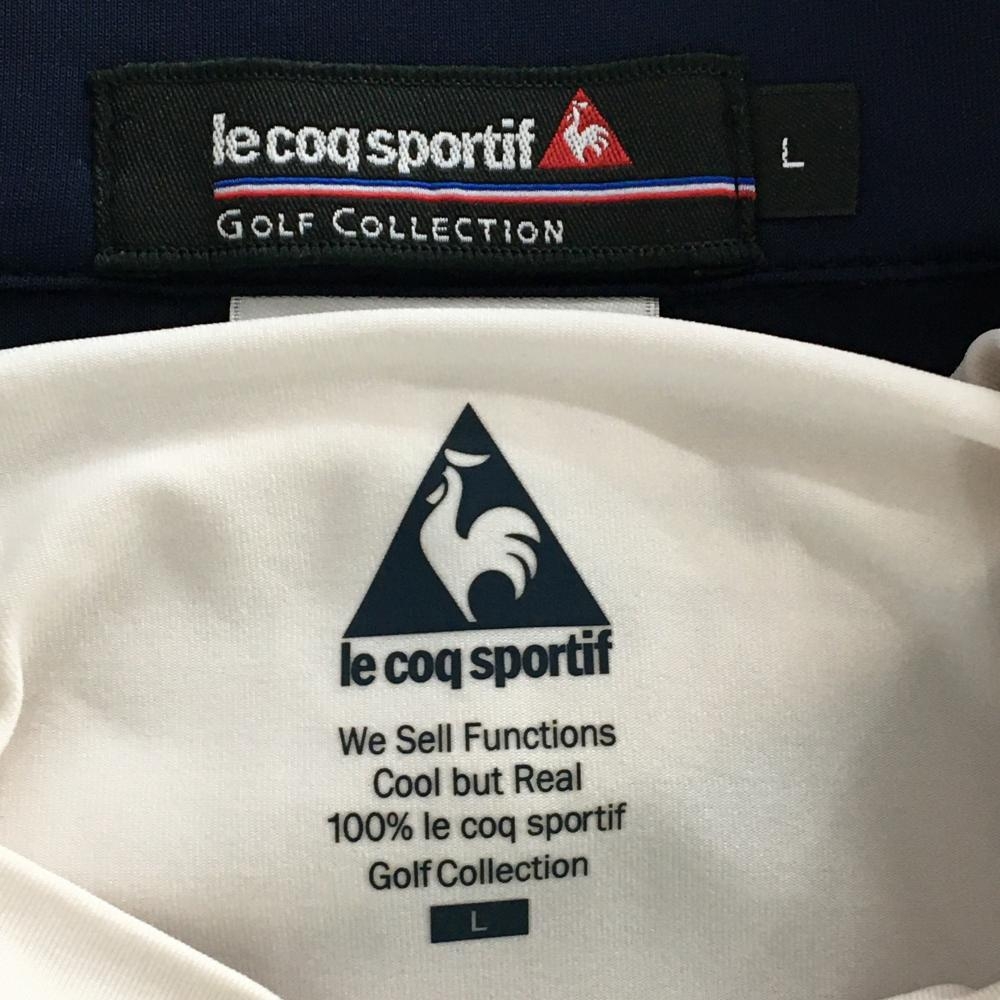 le coq sportif
L
GOLF COLLECTION
le coq sportif
We Sell Functions
Cool but Real
100% le coq sportif
Golf Collection
L